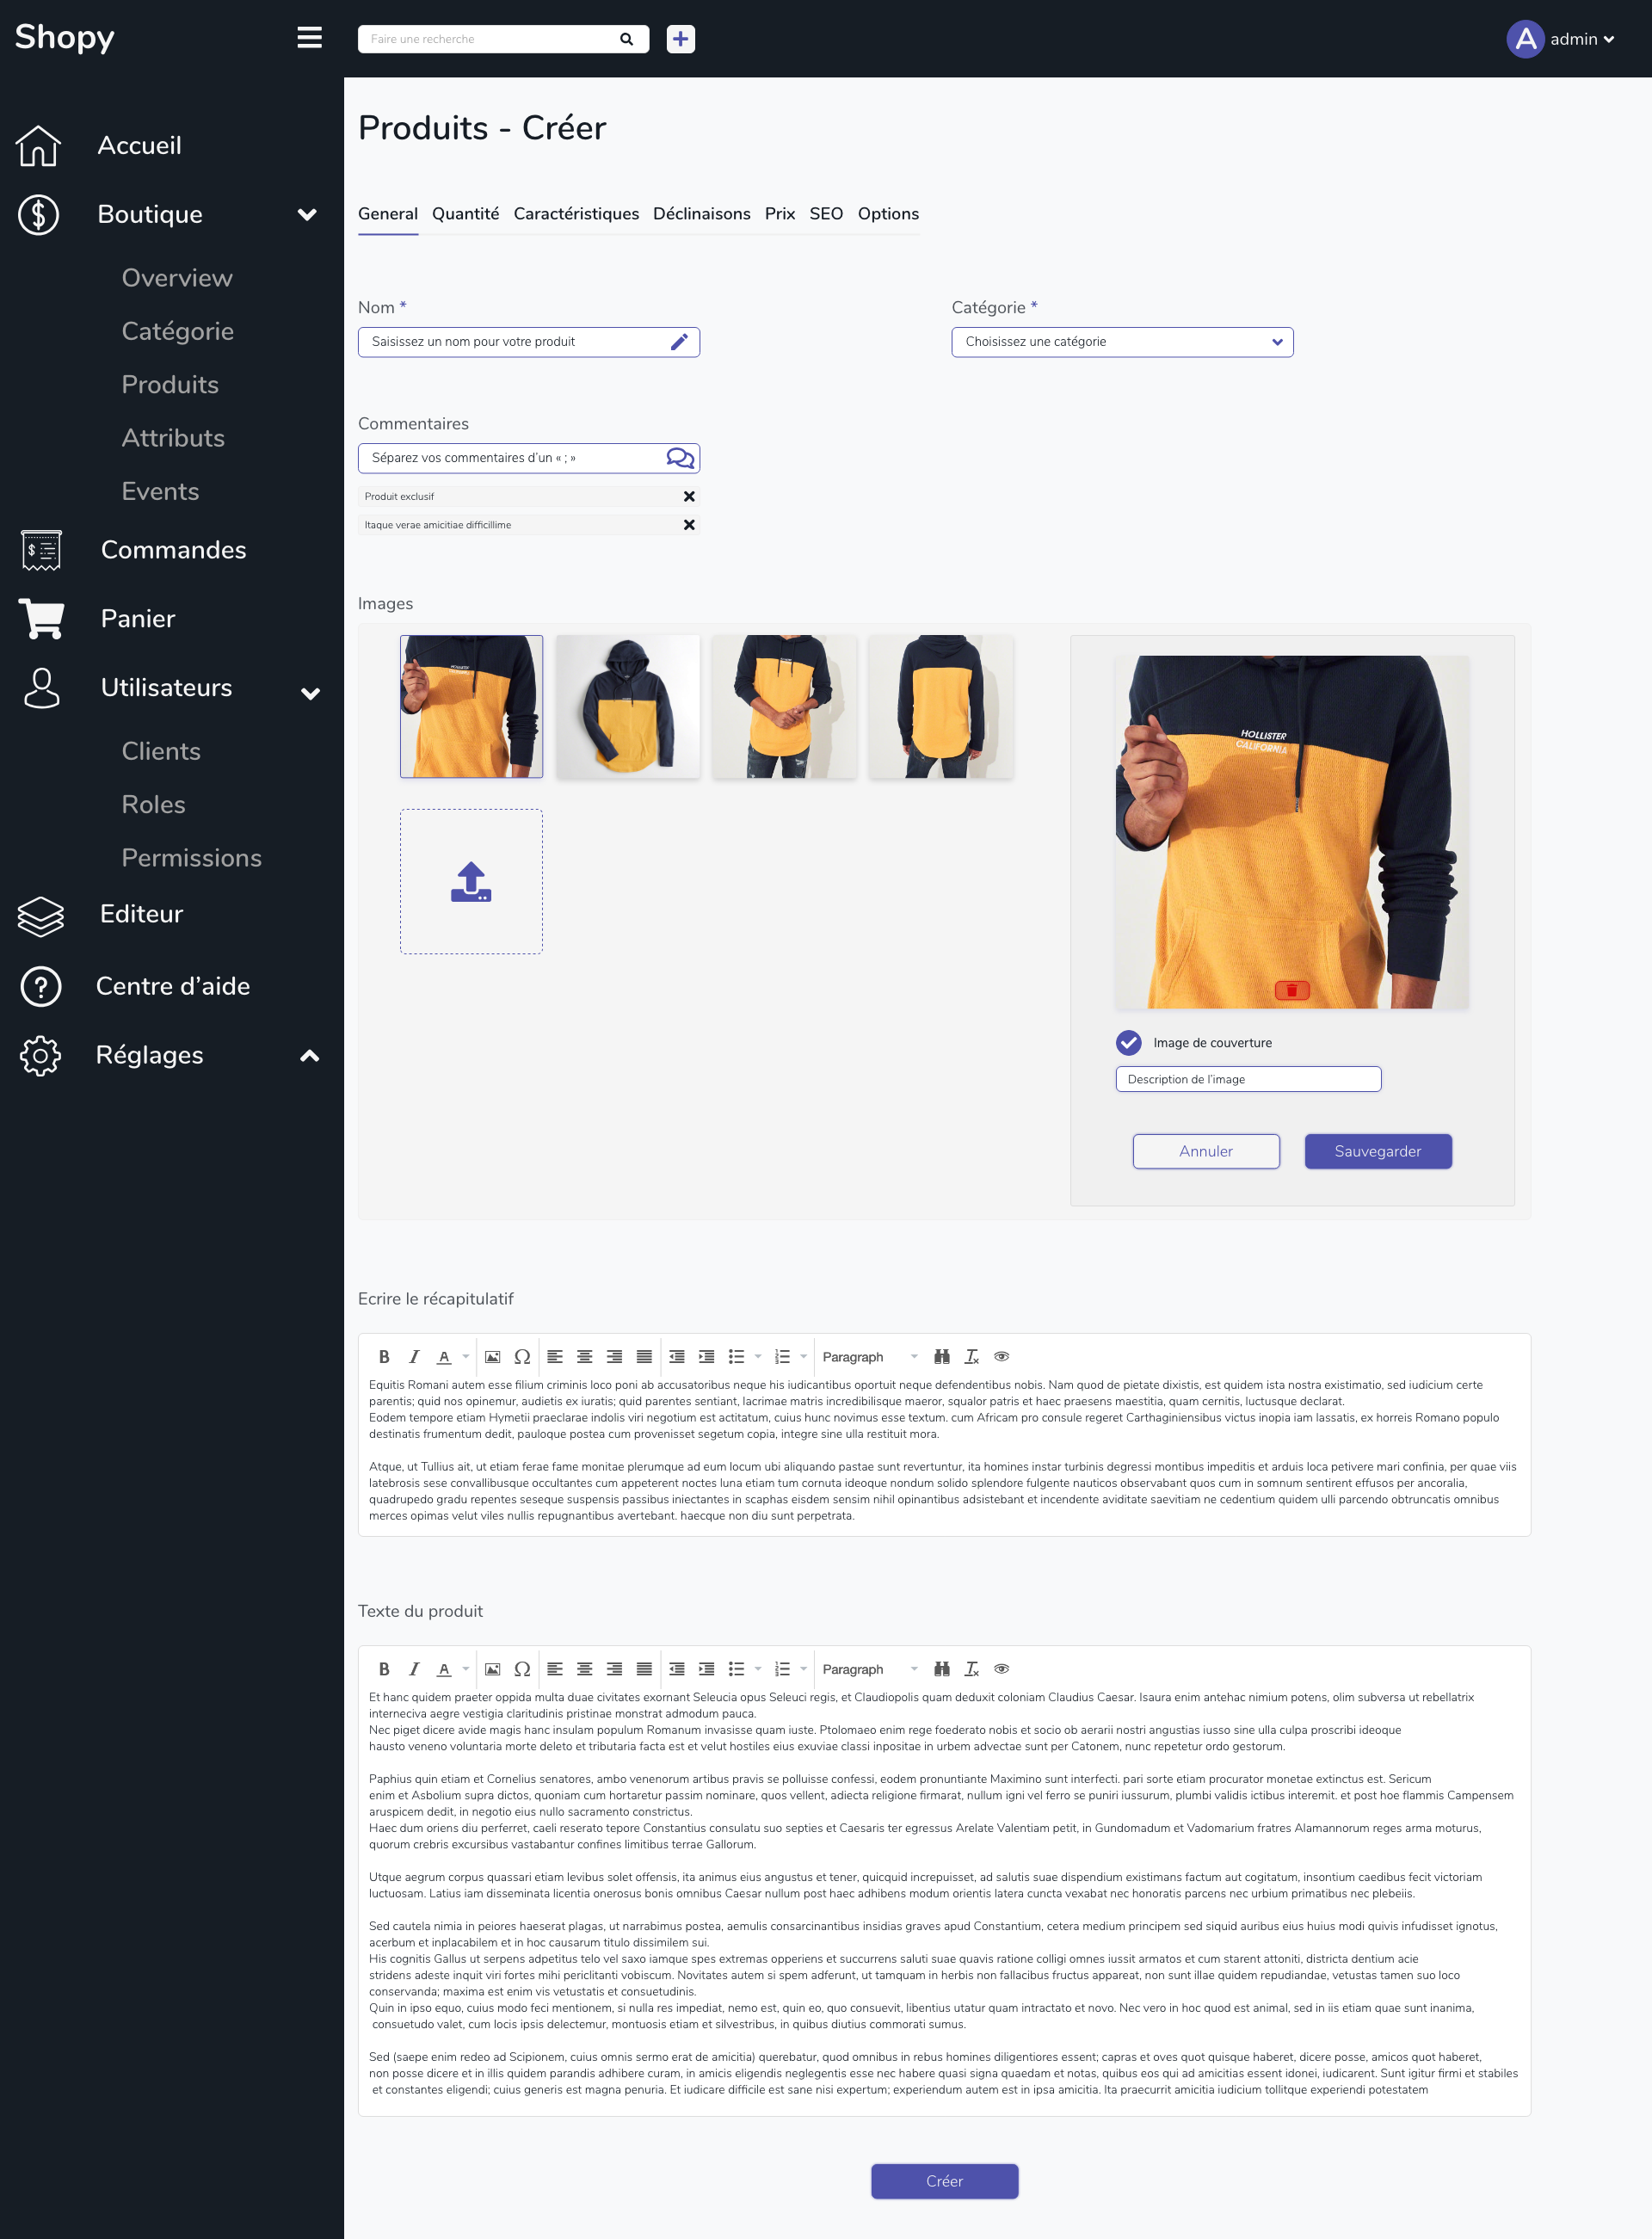 Shopy
Faire une recherche
A admin
Accueil
Boutique
Overview
Catégorie
Produits
Attributs
Events
Commandes
Panier
Utilisateurs
Clients
Roles
Permissions
Editeur
Centre d’aide
Réglages
Produits - Créer
General Quantité Caractéristiques Déclinaisons Prix SEO Options
Nom *
Saisissez un nom pour votre produit
Catégorie *
Choisissez une catégorie
Commentaires
Séparez vos commentaires d’un « ; »
Produit exclusif
Itaque verae amicitiae difficillime
Images
HOLLISTER
HOLLISTER
CALIFORNIA
Image de couverture
Description de l’image
Annuler Sauvegarder
Ecrire le récapitulatif
B I A Ω Paragraph
Equitis Romani autem esse filium criminis loco poni ab accusatoribus neque his iudicantibus oportuit neque defendentibus nobis. Nam quod de pietate dixistis, est quidem ista nostra existimatio, sed iudicium certe
parentis; quid nos opinemur, audietis ex iuratis; quid parentes sentiant, lacrimae matris incredibilisque maeror, squalor patris et haec praesens maestitia, quam cernitis, luctusque declarat.
Eodem tempore etiam Hymetii praeclarae indolis viri negotium est actitatum, cuius hunc novimus esse textum. cum Africam pro consule regeret Carthaginiensibus victus inopia iam lassatis, ex horreis Romano populo
destinatis frumentum dedit, pauloque postea cum provenisset segetum copia, integre sine ulla restituit mora.
Atque, ut Tullius ait, ut etiam ferae fame monitae plerumque ad eum locum ubi aliquando pastae sunt revertuntur, ita homines instar turbinis degressi montibus impeditis et arduis loca petivere mari confinia, per quae viis
latebrosis sese convallibusque occultantes cum appeterent noctes luna etiam tum cornuta ideoque nondum solido splendore fulgente nauticos observabant quos cum in somnum sentirent effusos per ancoralia,
quadrupedo gradu repentes seseque suspensis passibus iniectantes in scaphas eisdem sensim nihil opinantibus adsistebant et incendente aviditate saevitiam ne cedentium quidem ulli parcendo obtruncatis omnibus
merces opimas velut viles nullis repugnantibus avertebant. haecque non diu sunt perpetrata.
Texte du produit
B I A Ω Paragraph
Et hanc quidem praeter oppida multa duae civitates exornant Seleucia opus Seleuci regis, et Claudiopolis quam deduxit coloniam Claudius Caesar. Isaura enim antehac nimium potens, olim subversa ut rebellatrix
interneciva aegre vestigia claritudinis pristinae monstrat admodum pauca.
Nec piget dicere avide magis hanc insulam populum Romanum invasisse quam iuste. Ptolomaeo enim rege foederato nobis et socio ob aerarii nostri angustias iusso sine ulla culpa proscribi ideoque
hausto veneno voluntaria morte deleto et tributaria facta est et velut hostiles eius exuviae classi inpositae in urbem advectae sunt per Catonem, nunc repetetur ordo gestorum.
Paphius quin etiam et Cornelius senatores, ambo venenorum artibus pravis se polluisse confessi, eodem pronuntiante Maximino sunt interfecti. pari sorte etiam procurator monetae extinctus est. Sericum
enim et Asbolium supra dictos, quoniam cum hortaretur passim nominare, quos vellent, adiecta religione firmarat, nullum igni vel ferro se puniri iussurum, plumbi validis ictibus interemit. et post hoe flammis Campensem
aruspicem dedit, in negotio eius nullo sacramento constrictus.
Haec dum oriens diu perferret, caeli reserato tepore Constantius consulatu suo septies et Caesaris ter egressus Arelate Valentiam petit, in Gundomadum et Vadomarium fratres Alamannorum reges arma moturus,
quorum crebris excursibus vastabantur confines limitibus terrae Gallorum.
Utque aegrum corpus quassari etiam levibus solet offensis, ita animus eius angustus et tener, quicquid increpuisset, ad salutis suae dispendium existimans factum aut cogitatum, insontium caedibus fecit victoriam
luctuosam. Latius iam disseminata licentia onerosus bonis omnibus Caesar nullum post haec adhibens modum orientis latera cuncta vexabat nec honoratis parcens nec urbium primatibus nec plebeiis.
Sed cautela nimia in peiores haeserat plagas, ut narrabimus postea, aemulis consarcinantibus insidias graves apud Constantium, cetera medium principem sed siquid auribus eius huius modi quivis infudisset ignotus,
acerbum et inplacabilem et in hoc causarum titulo dissimilem sui.
His cognitis Gallus ut serpens adpetitus telo vel saxo iamque spes extremas opperiens et succurrens saluti suae quavis ratione colligi omnes iussit armatos et cum starent attoniti, districta dentium acie
stridens adeste inquit viri fortes mihi periclitanti vobiscum. Novitates autem si spem adferunt, ut tamquam in herbis non fallacibus fructus appareat, non sunt illae quidem repudiandae, vetustas tamen suo loco
conservanda; maxima est enim vis vetustatis et consuetudinis.
Quin in ipso equo, cuius modo feci mentionem, si nulla res impediat, nemo est, quin eo, quo consuevit, libentius utatur quam intractato et novo. Nec vero in hoc quod est animal, sed in iis etiam quae sunt inanima,
consuetudo valet, cum locis ipsis delectemur, montuosis etiam et silvestribus, in quibus diutius commorati sumus.
Sed (saepe enim redeo ad Scipionem, cuius omnis sermo erat de amicitia) querebatur, quod omnibus in rebus homines diligentiores essent; capras et oves quot quisque haberet, dicere posse, amicos quot haberet,
non posse dicere et in illis quidem parandis adhibere curam, in amicis eligendis neglegentis esse nec habere quasi signa quaedam et notas, quibus eos qui ad amicitias essent idonei, iudicarent. Sunt igitur firmi et stabiles
et constantes eligendi; cuius generis est magna penuria. Et iudicare difficile est sane nisi expertum; experiendum autem est in ipsa amicitia. Ita praecurrit amicitia iudicium tollitque experiendi potestatem
Créer